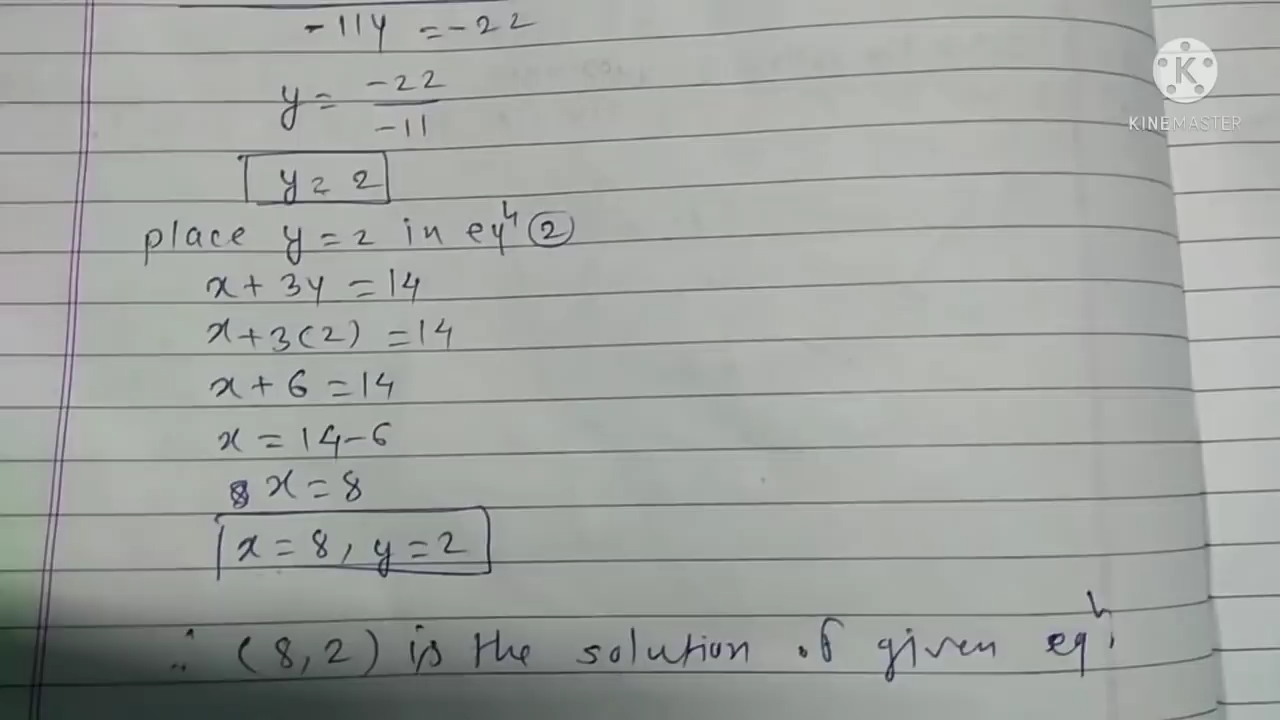 -11y = -22
y = -22/-11
y = 2
place y = 2 in eqⁿ ②
x + 3y = 14
x + 3(2) = 14
x + 6 = 14
x = 14 - 6
x = 8
x = 8, y = 2
∴ (8, 2) is the solution of given eqⁿ.
K
KINEMASTER